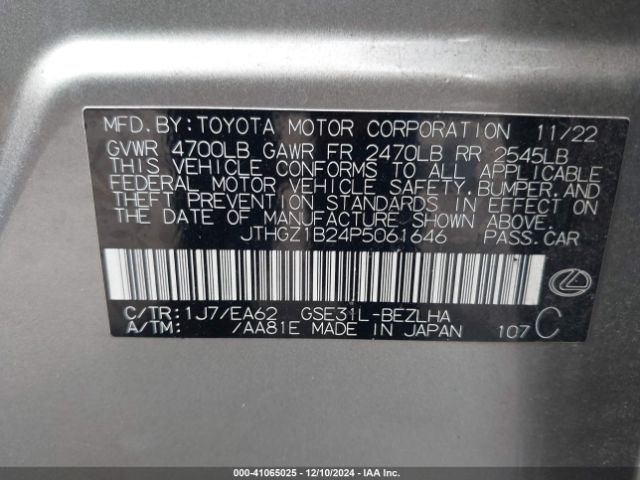 MFD.BY:TOYOTA MOTOR CORPORATION 11/22
GVWR 4700LB GAWR FR 2470LB RR 2545LB
THIS VEHICLE CONFORMS TO ALL APPLICABLE
FEDERAL MOTOR VEHICLE SAFETY,BUMPER,AND
THEFT PREVENTION STANDARDS IN EFFECT ON
THE DATE OF MANUFACTURE SHOWN ABOVE.
JTHGZ1B24P5061646 PASS.CAR
C/TR:1J7/EA62 GSE31L-BEZLHA
A/TM: /AA81E MADE IN JAPAN 107 C
000-41065025 - 12/10/2024 - IAA Inc.